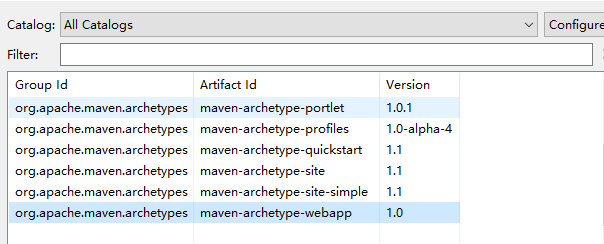 Catalog: All Catalogs Configure
Filter:
Group Id Artifact Id Version
org.apache.maven.archetypes maven-archetype-portlet 1.0.1
org.apache.maven.archetypes maven-archetype-profiles 1.0-alpha-4
org.apache.maven.archetypes maven-archetype-quickstart 1.1
org.apache.maven.archetypes maven-archetype-site 1.1
org.apache.maven.archetypes maven-archetype-site-simple 1.1
org.apache.maven.archetypes maven-archetype-webapp 1.0